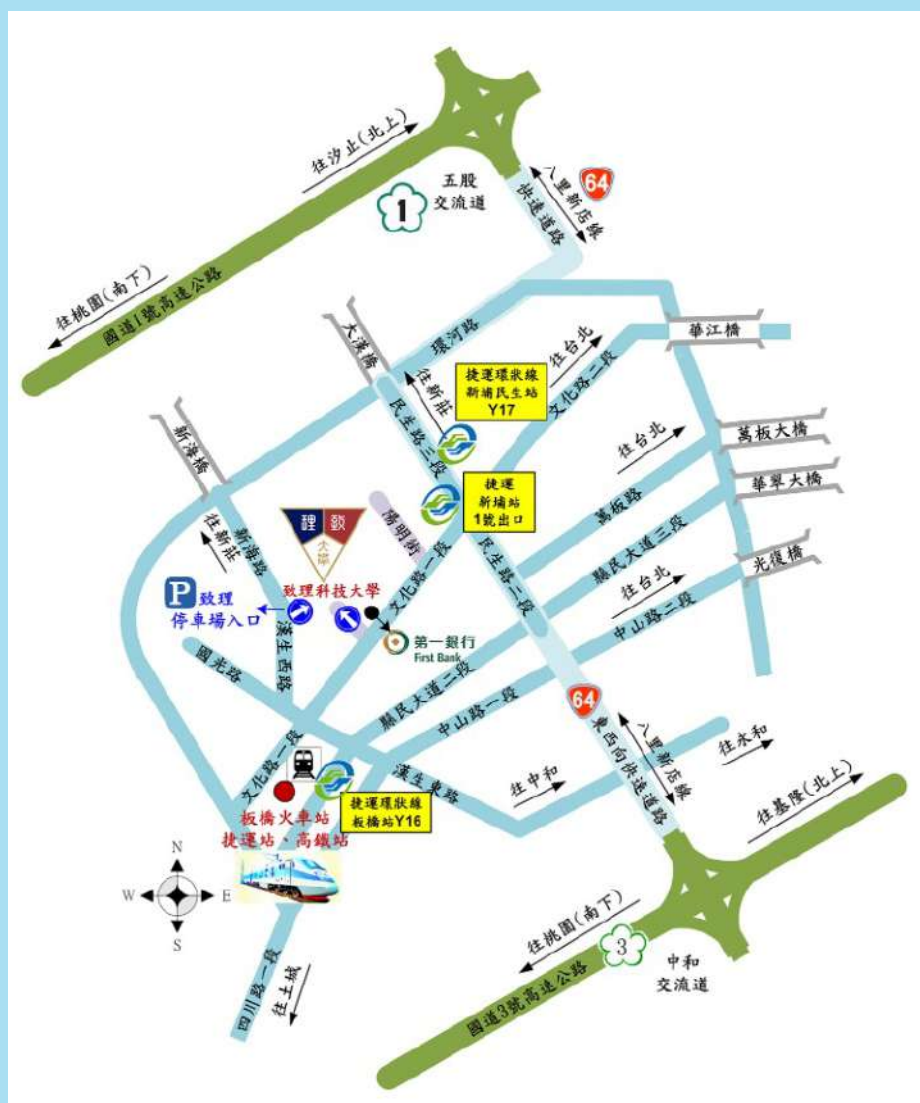 往汐止(北上)
五股
交流道
1
64
八里新店線
快速道路
往桃園(南下)
國道1號高速公路
大漢橋
環河路
往台北
華江橋
文化路二段
往新莊
捷運環狀線
新埔民生站
Y17
民生路三段
新海橋
往台北
萬板大橋
捷運
新埔站
1號出口
華翠大橋
萬板路
往新莊
新海路
理
致
大學
陽明街
文化路一段
民生路二段
縣民大道三段
光復橋
致理科技大學
往台北
P
致理
停車場入口
中山路二段
第一銀行
First Bank
漢生西路
國光路
縣民大道二段
中山路一段
64
東西向快速道路
八里新店線
往永和
往中和
漢生東路
文化路一段
往基隆(北上)
捷運環狀線
板橋站Y16
板橋火車站
捷運站、高鐵站
N
W
E
S
往桃園(南下)
3
中和
交流道
國道3號高速公路
四川路一段
往土城